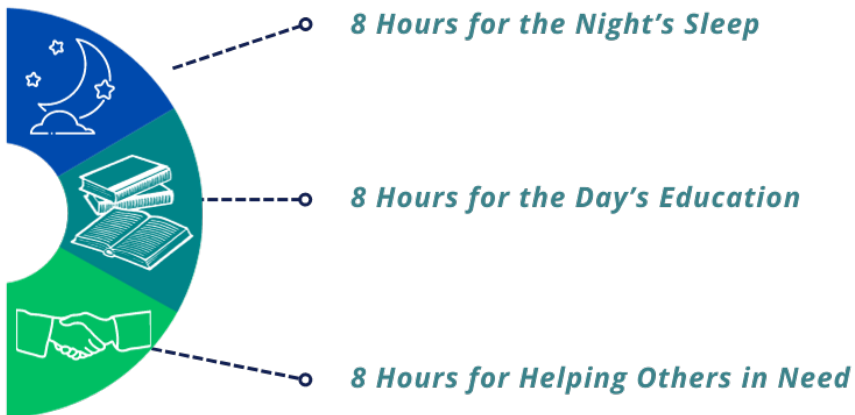 8 Hours for the Night’s Sleep
8 Hours for the Day’s Education
8 Hours for Helping Others in Need